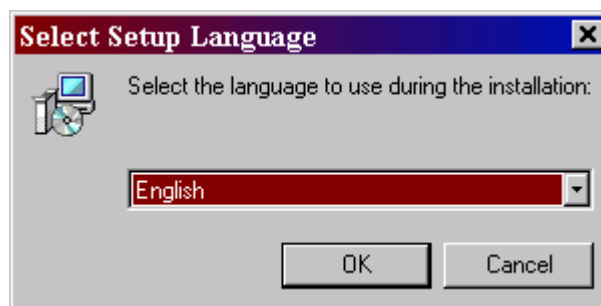 Select Setup Language
Select the language to use during the installation:
English
OK
Cancel